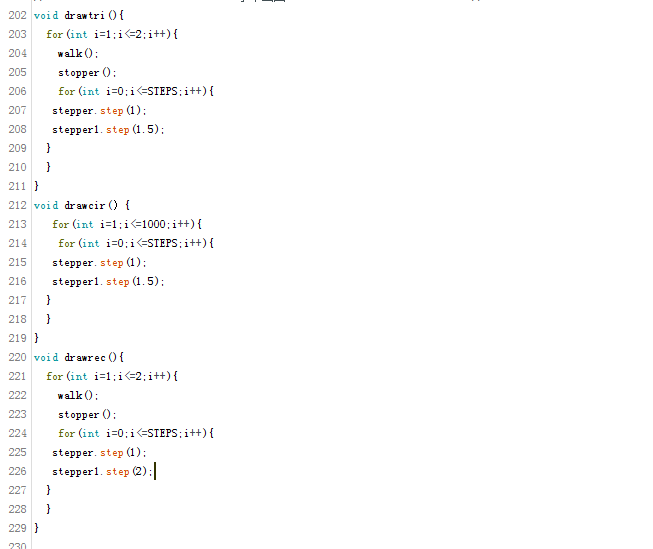 202 void drawtri(){
203 for(int i=1;i<=2;i++){
204 walk();
205 stopper();
206 for(int i=0;i<=STEPS;i++){
207 stepper.step(1);
208 stepper1.step(1.5);
209 }
210 }
211 }
212 void drawcir() {
213 for(int i=1;i<=1000;i++){
214 for(int i=0;i<=STEPS;i++){
215 stepper.step(1);
216 stepper1.step(1.5);
217 }
218 }
219 }
220 void drawrec(){
221 for(int i=1;i<=2;i++){
222 walk();
223 stopper();
224 for(int i=0;i<=STEPS;i++){
225 stepper.step(1);
226 stepper1.step(2);
227 }
228 }
229 }
230